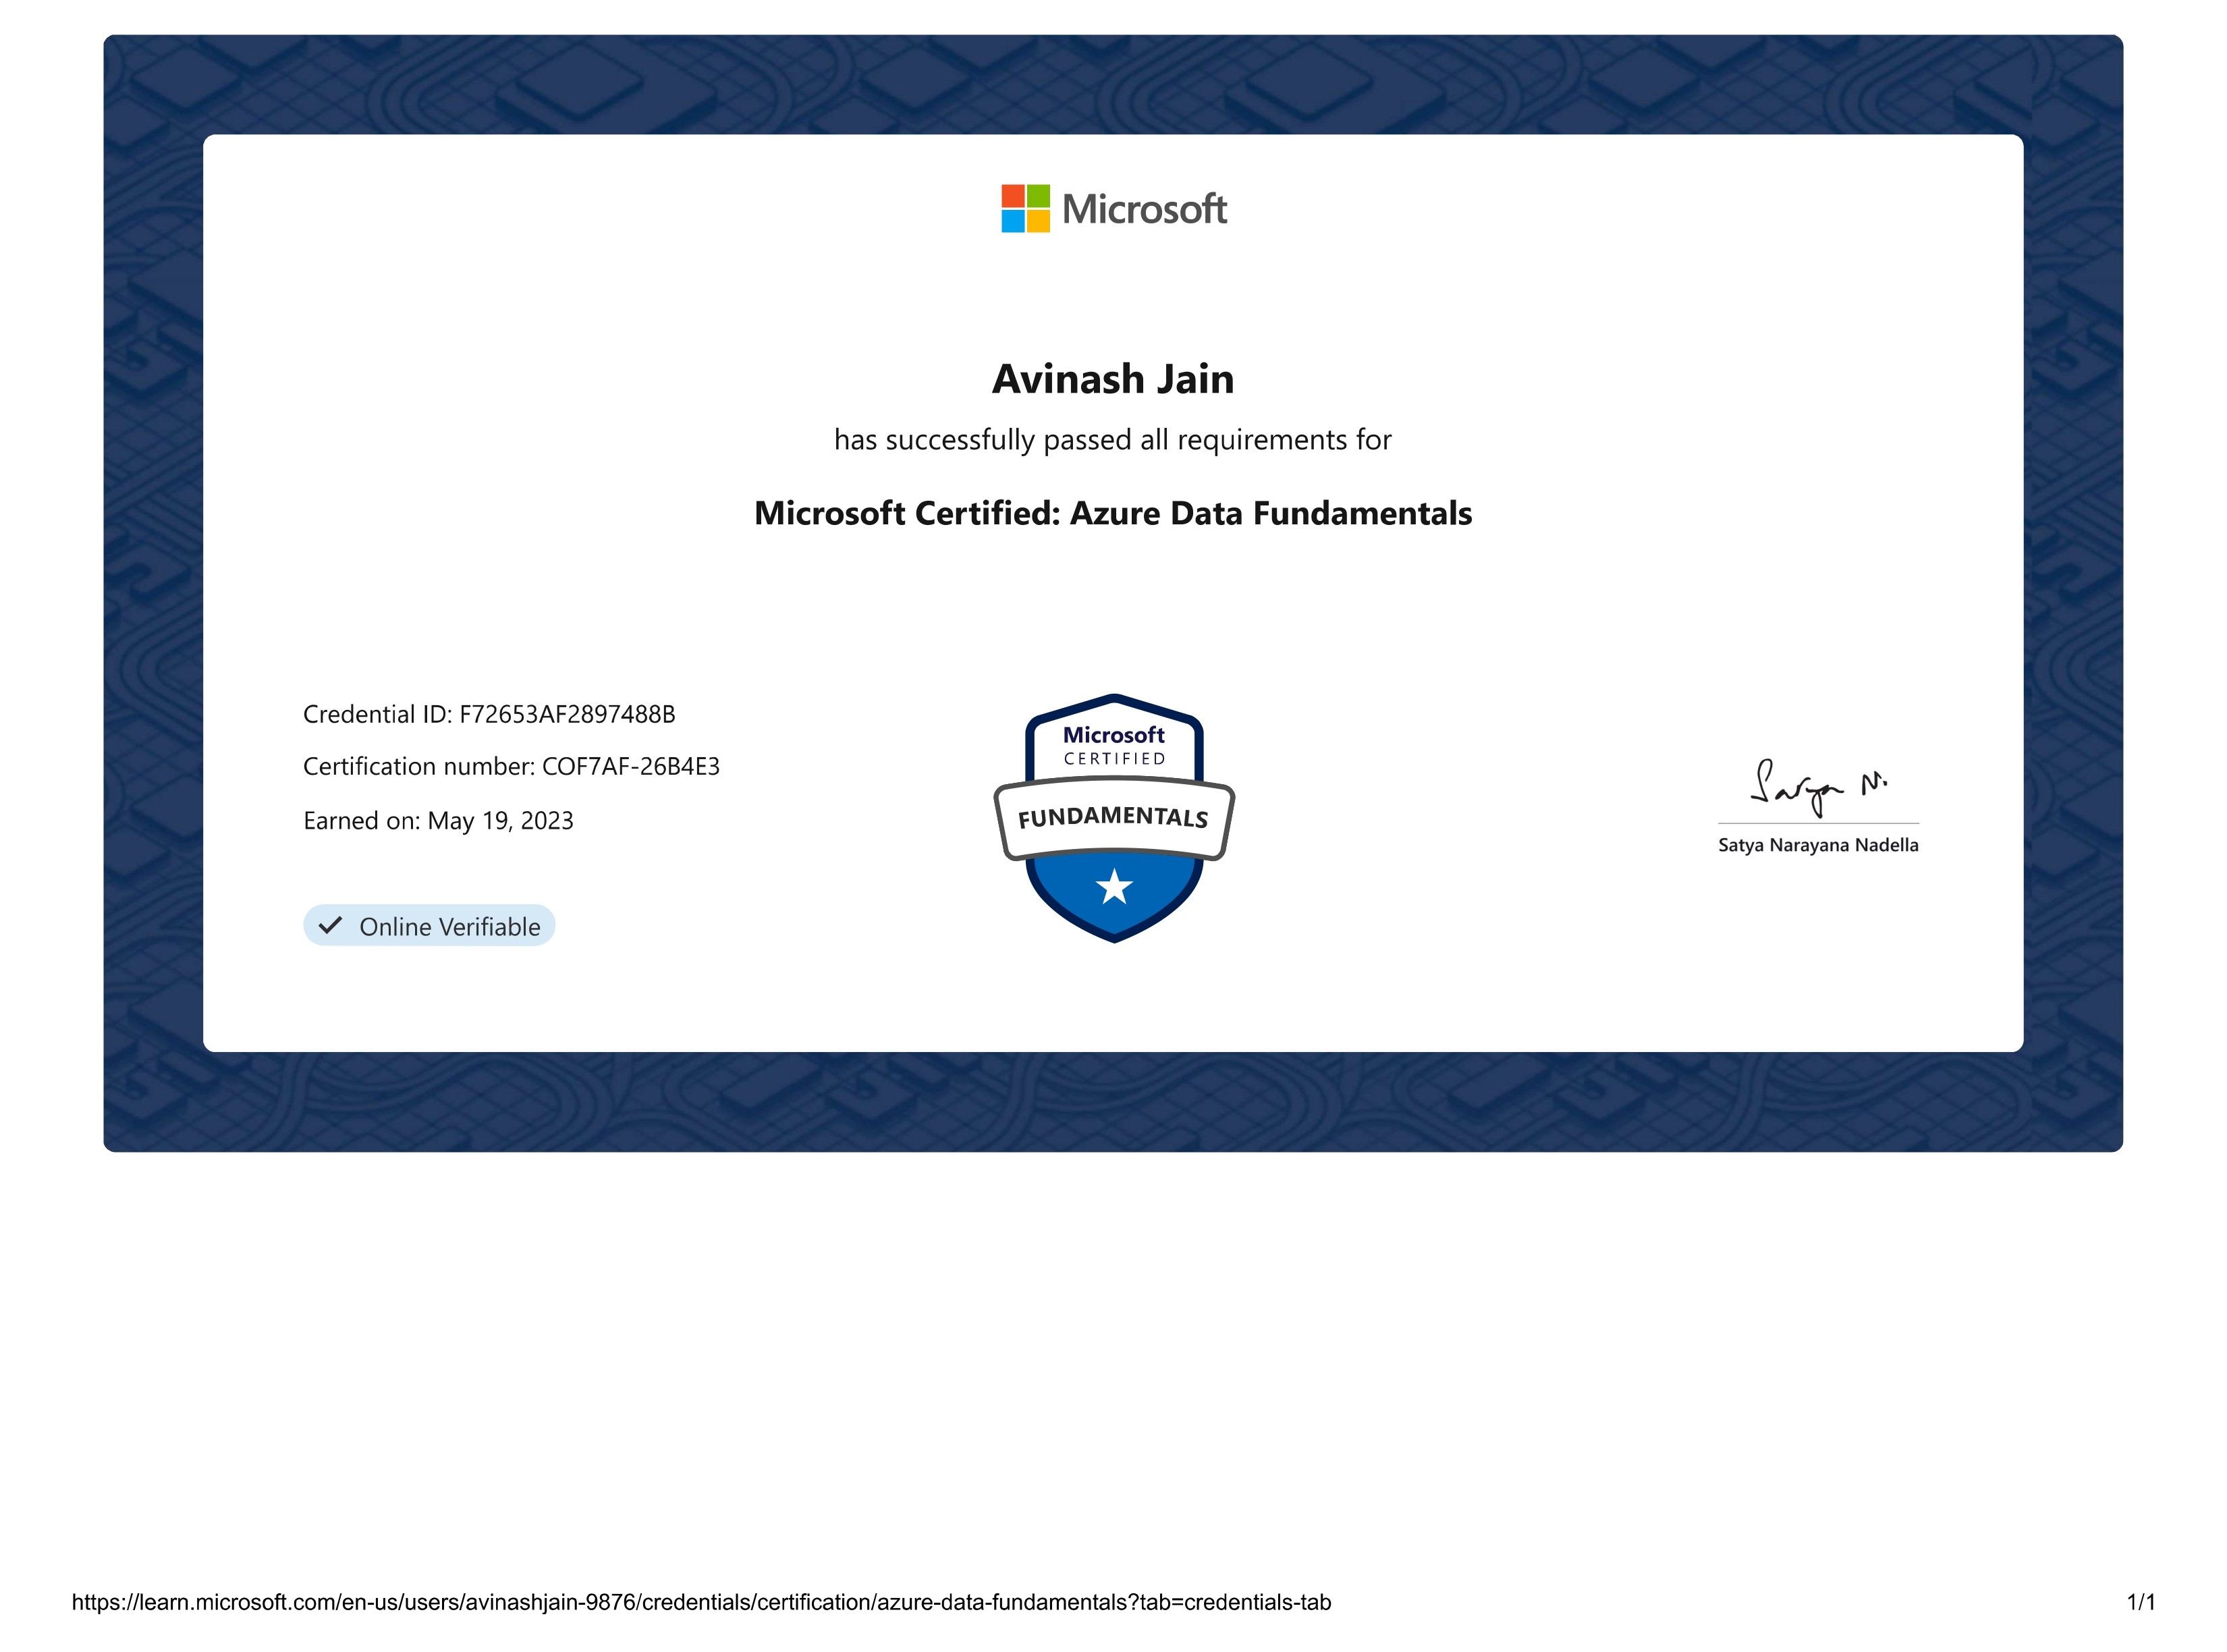 Microsoft
Avinash Jain
has successfully passed all requirements for
Microsoft Certified: Azure Data Fundamentals
Credential ID: F72653AF2897488B
Certification number: COF7AF-26B4E3
Earned on: May 19, 2023
Online Verifiable
Microsoft
CERTIFIED
FUNDAMENTALS
Satya N.
Satya Narayana Nadella
https://learn.microsoft.com/en-us/users/avinashjain-9876/credentials/certification/azure-data-fundamentals?tab=credentials-tab
1/1